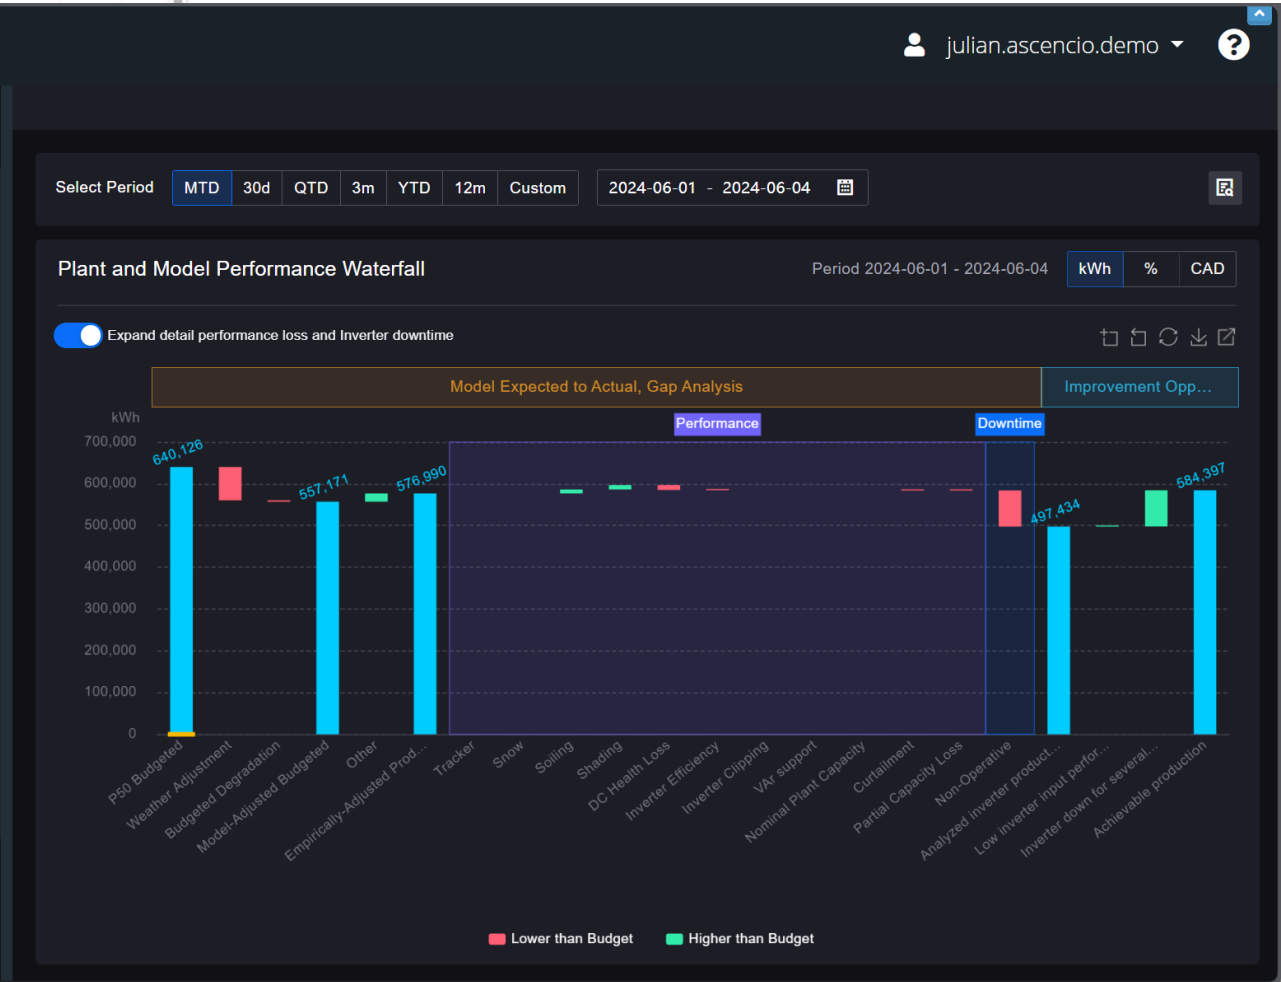 julian.ascencio.demo
?
Select Period
MTD 30d QTD 3m YTD 12m Custom
2024-06-01 - 2024-06-04
Plant and Model Performance Waterfall
Period 2024-06-01 - 2024-06-04
kWh % CAD
Expand detail performance loss and Inverter downtime
Model Expected to Actual, Gap Analysis
Improvement Opp...
kWh
Performance
Downtime
700,000
600,000
500,000
400,000
300,000
200,000
100,000
0
640,126
557,171
576,990
497,434
584,397
P50 Budgeted
Weather Adjustment
Budgeted Degradation
Model-Adjusted Budgeted
Other
Empirically-Adjusted Prod...
Tracker
Snow
Soiling
Shading
DC Health Loss
Inverter Efficiency
Inverter Clipping
VAr support
Nominal Plant Capacity
Curtailment
Partial Capacity Loss
Non-Operative
Analyzed inverter product...
Low inverter input perfor...
Inverter down for several...
Achievable production
Lower than Budget
Higher than Budget